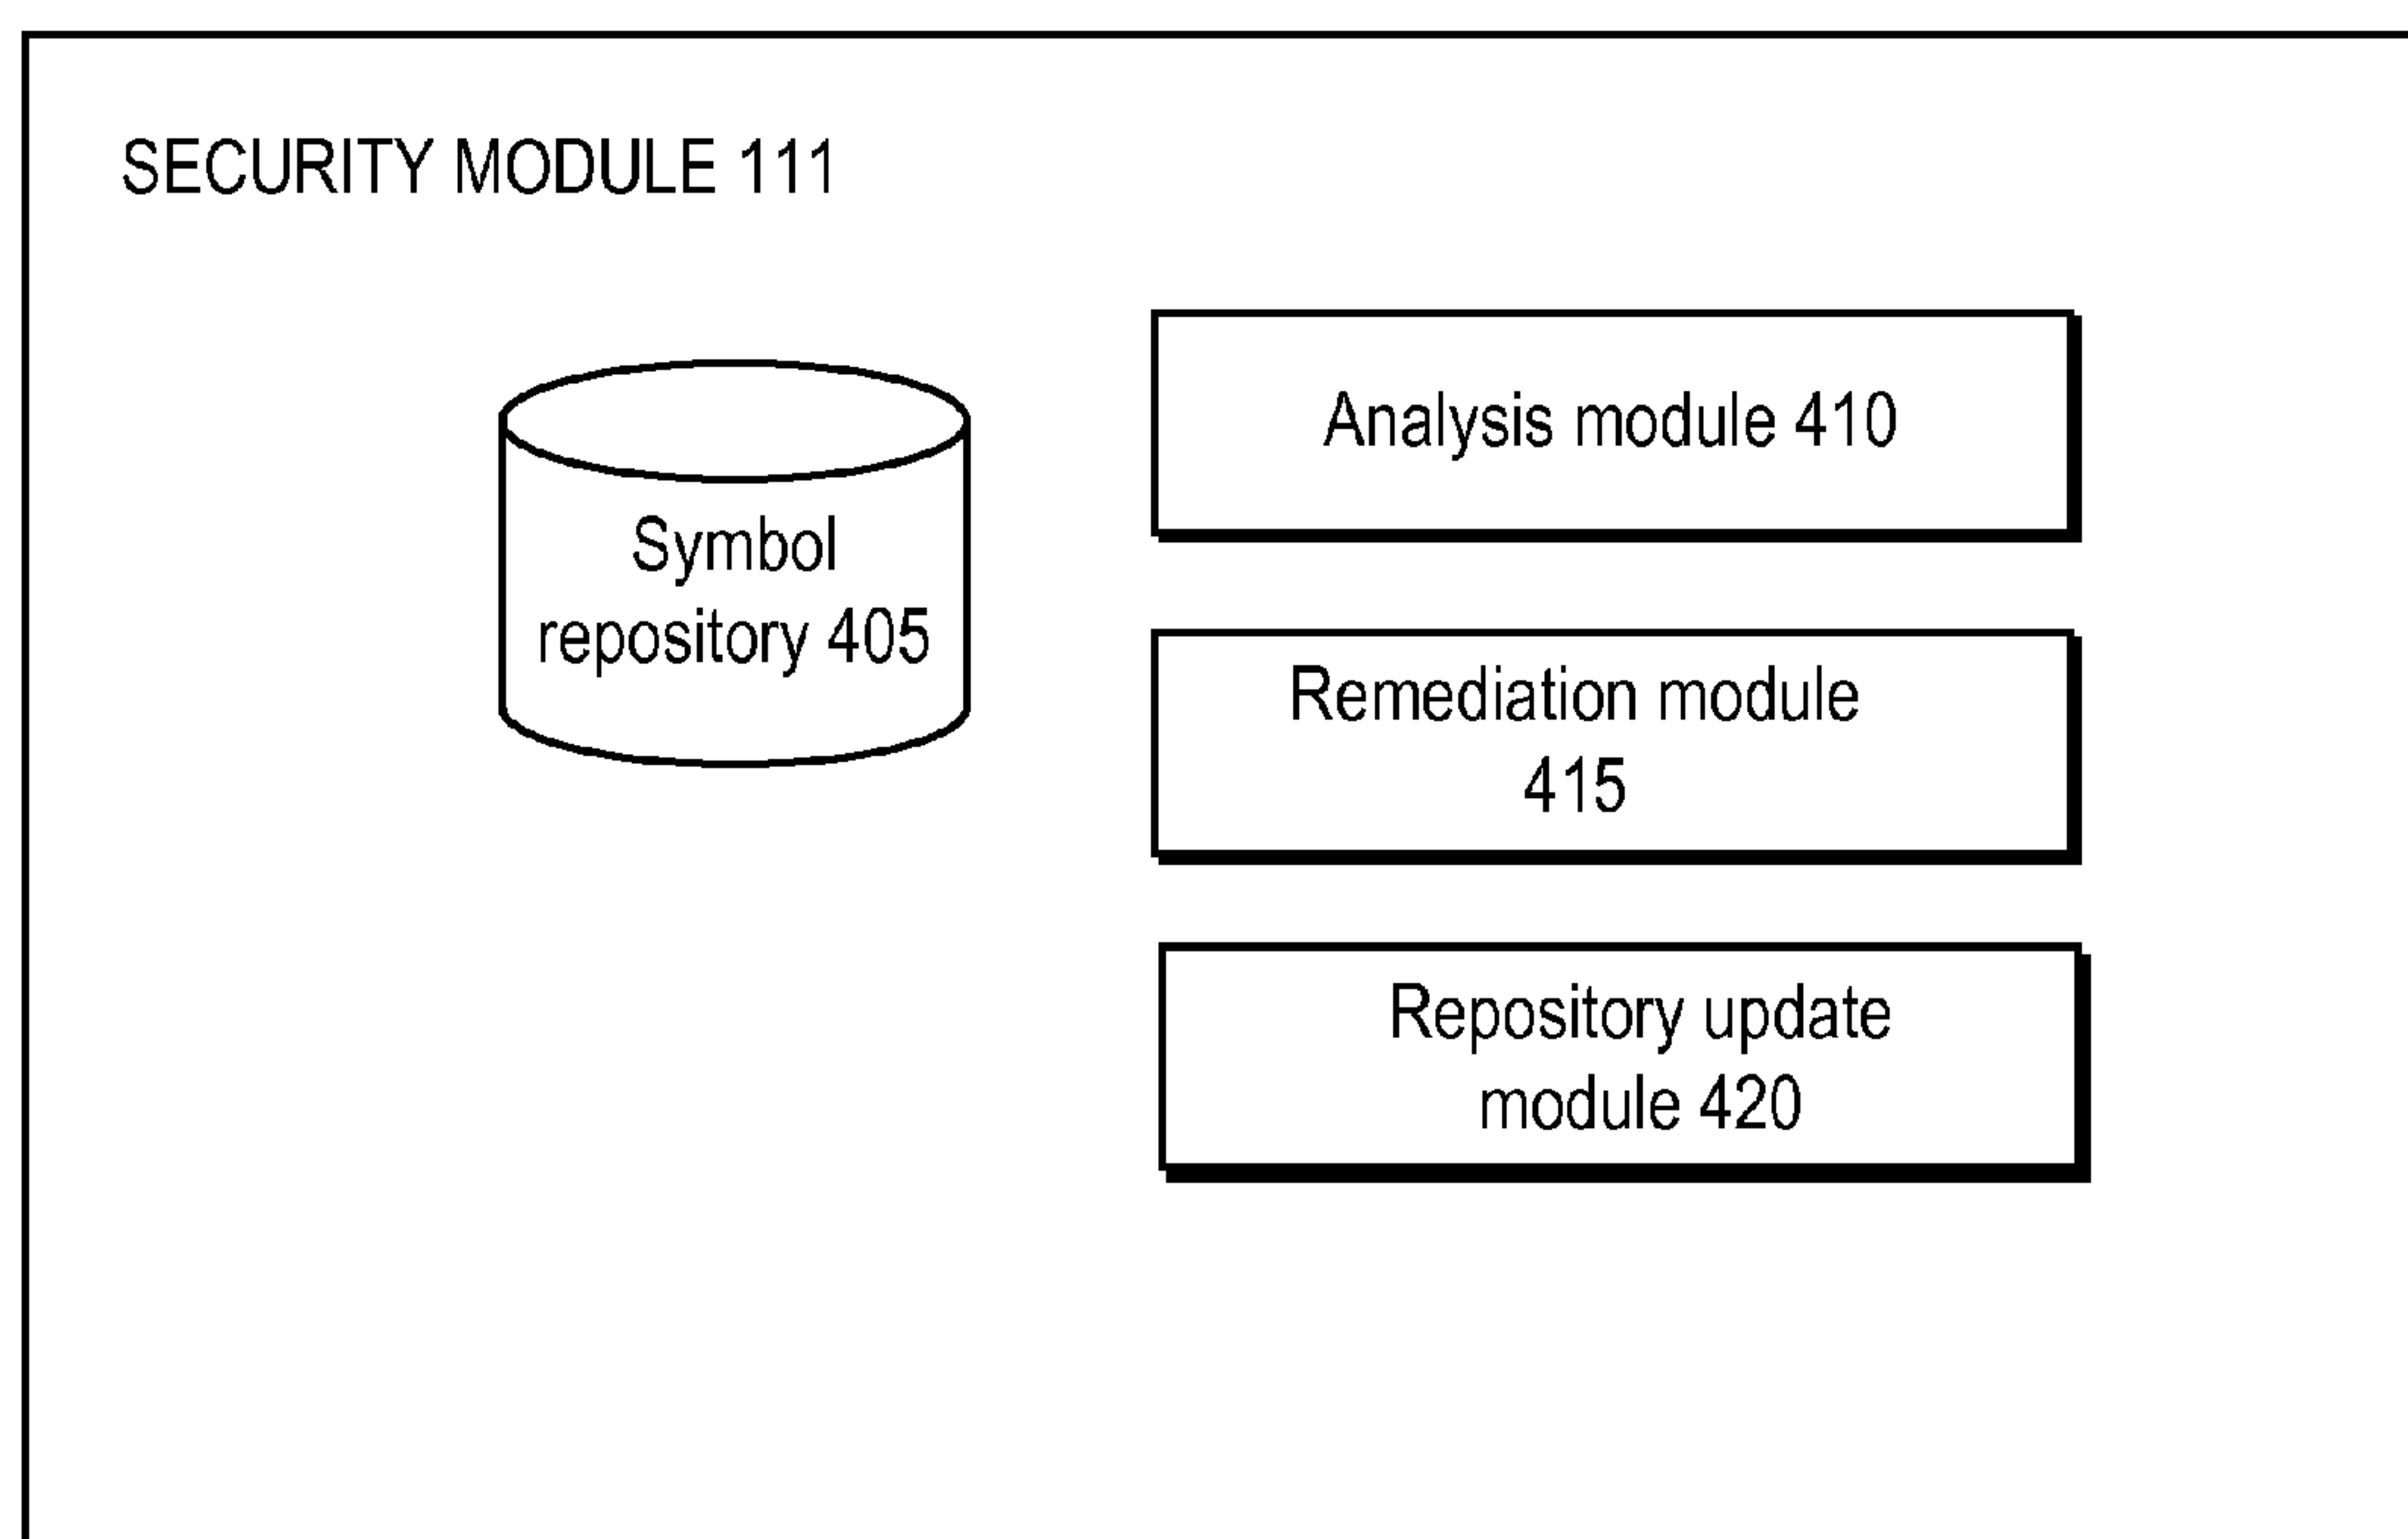 SECURITY MODULE 111
Symbol
repository 405
Analysis module 410
Remediation module
415
Repository update
module 420